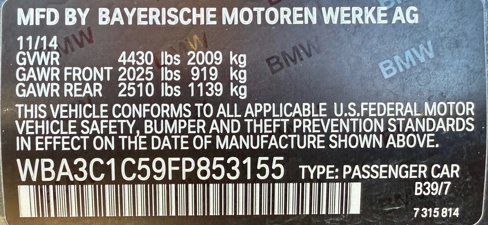 MFD BY BAYERISCHE MOTOREN WERKE AG
11/14
GVWR 4430 lbs 2009 kg
GAWR FRONT 2025 lbs 919 kg
GAWR REAR 2510 lbs 1139 kg
BMW
BMW
THIS VEHICLE CONFORMS TO ALL APPLICABLE U.S.FEDERAL MOTOR
VEHICLE SAFETY, BUMPER AND THEFT PREVENTION STANDARDS
IN EFFECT ON THE DATE OF MANUFACTURE SHOWN ABOVE.
WBA3C1C59FP853155 TYPE: PASSENGER CAR
B39/7
7 315 814